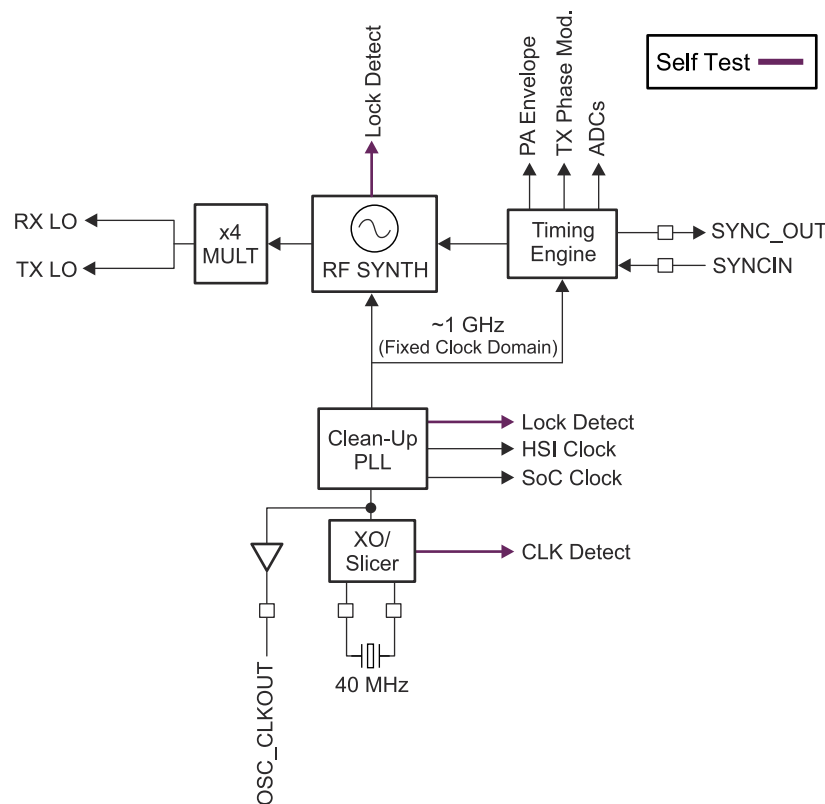 Self Test
Lock Detect
PA Envelope
TX Phase Mod.
ADCs
RX LO
TX LO
x4
MULT
RF SYNTH
Timing
Engine
SYNC_OUT
SYNCIN
~1 GHz
(Fixed Clock Domain)
Clean-Up
PLL
Lock Detect
HSI Clock
SoC Clock
XO/
Slicer
CLK Detect
40 MHz
OSC_CLKOUT